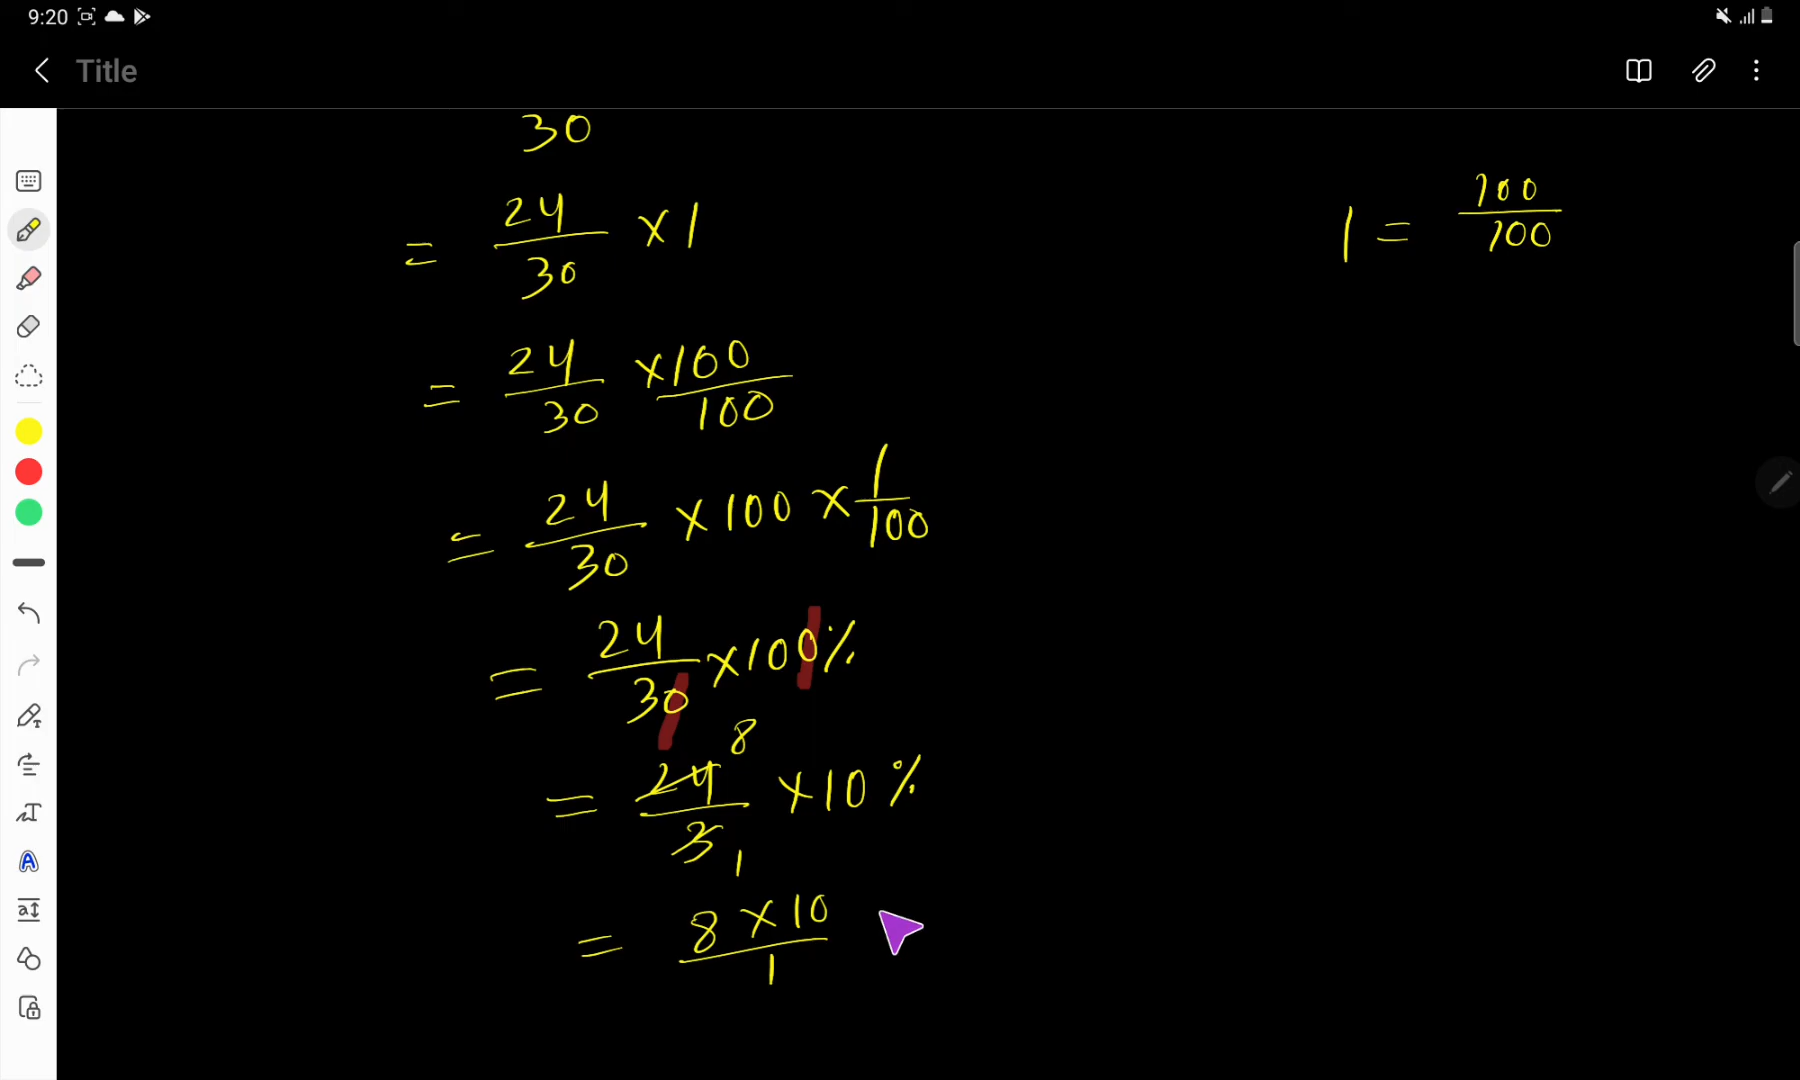 9:20
Title
30
= 24/30 × 1
1 = 100/100
= 24/30 × 100/100
= 24/30 × 100 × 1/100
= 24/30 × 100 %
= 24/3 × 10 %
8
1
= 8 × 10/1